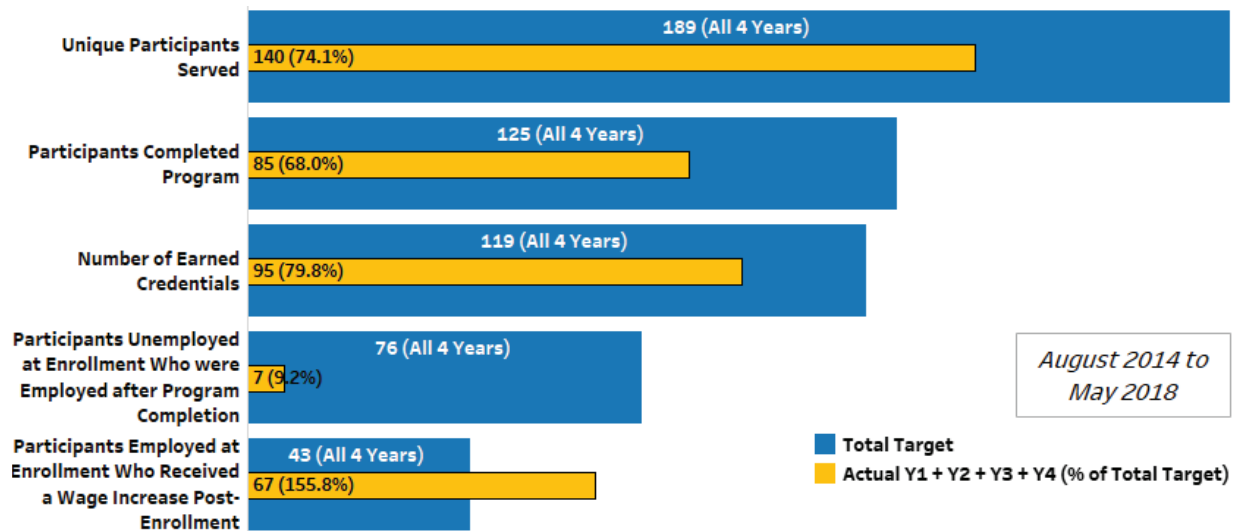 189 (All 4 Years)
Unique Participants
Served
140 (74.1%)
125 (All 4 Years)
Participants Completed
Program
85 (68.0%)
119 (All 4 Years)
Number of Earned
Credentials
95 (79.8%)
Participants Unemployed
at Enrollment Who were
Employed after Program
Completion
76 (All 4 Years)
7 (9.2%)
August 2014 to
May 2018
Participants Employed at
Enrollment Who Received
a Wage Increase Post-
Enrollment
43 (All 4 Years)
67 (155.8%)
Total Target
Actual Y1 + Y2 + Y3 + Y4 (% of Total Target)